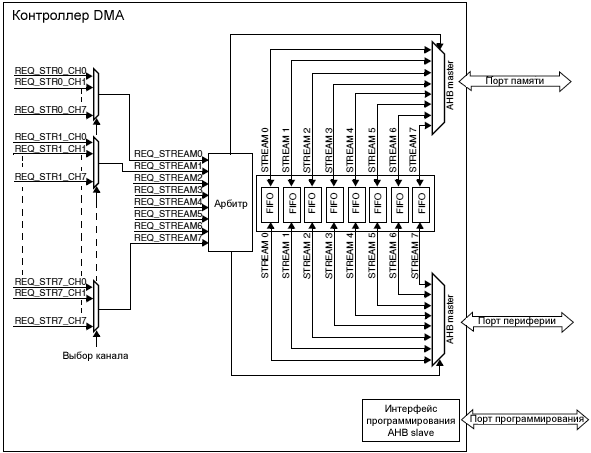 Контроллер DMA
REQ_STR0_CH0
REQ_STR0_CH1
REQ_STR0_CH7
REQ_STR1_CH0
REQ_STR1_CH1
REQ_STR1_CH7
REQ_STR7_CH0
REQ_STR7_CH1
REQ_STR7_CH7
Выбор канала
REQ_STREAM0
REQ_STREAM1
REQ_STREAM2
REQ_STREAM3
REQ_STREAM4
REQ_STREAM5
REQ_STREAM6
REQ_STREAM7
Арбитр
STREAM 0
STREAM 1
STREAM 2
STREAM 3
STREAM 4
STREAM 5
STREAM 6
STREAM 7
FIFO
FIFO
FIFO
FIFO
FIFO
FIFO
FIFO
FIFO
STREAM 0
STREAM 1
STREAM 2
STREAM 3
STREAM 4
STREAM 5
STREAM 6
STREAM 7
AHB master
Порт памяти
AHB master
Порт периферии
Интерфейс
программирования
AHB slave
Порт программирования